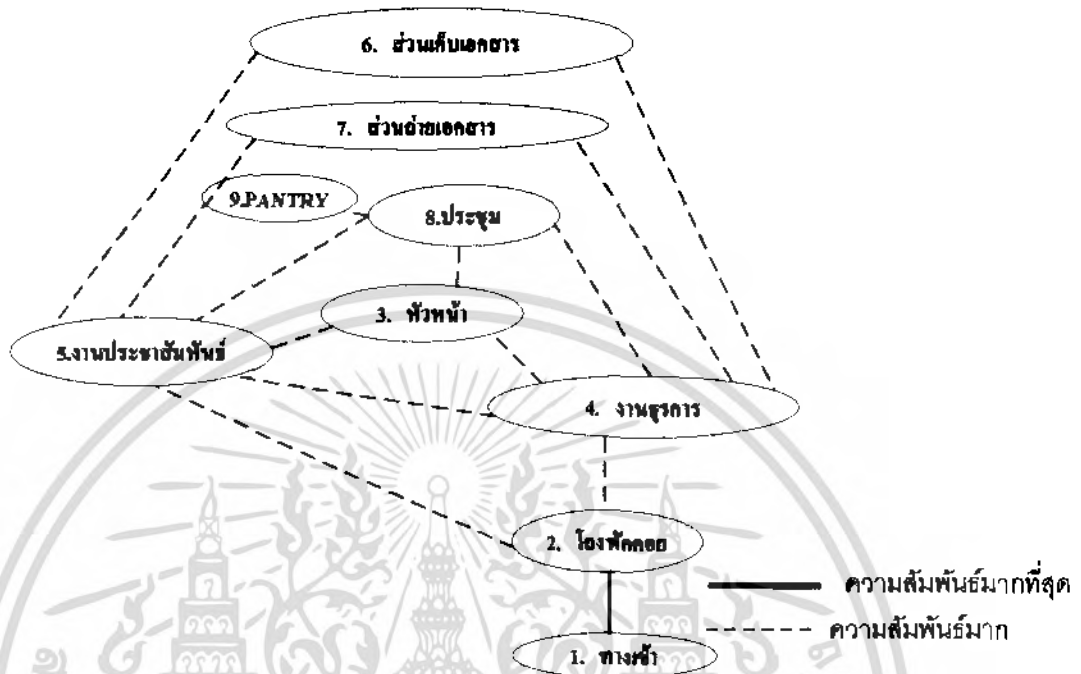 6. ส่วนเก็บเอกสาร
7. ส่วนถ่ายเอกสาร
9.PANTRY
8.ประชุม
3. หัวหน้า
5.งานประชาสัมพันธ์
4. งานธุรการ
2. โถงพักคอย
ความสัมพันธ์มากที่สุด
ความสัมพันธ์มาก
1. ทางเข้า